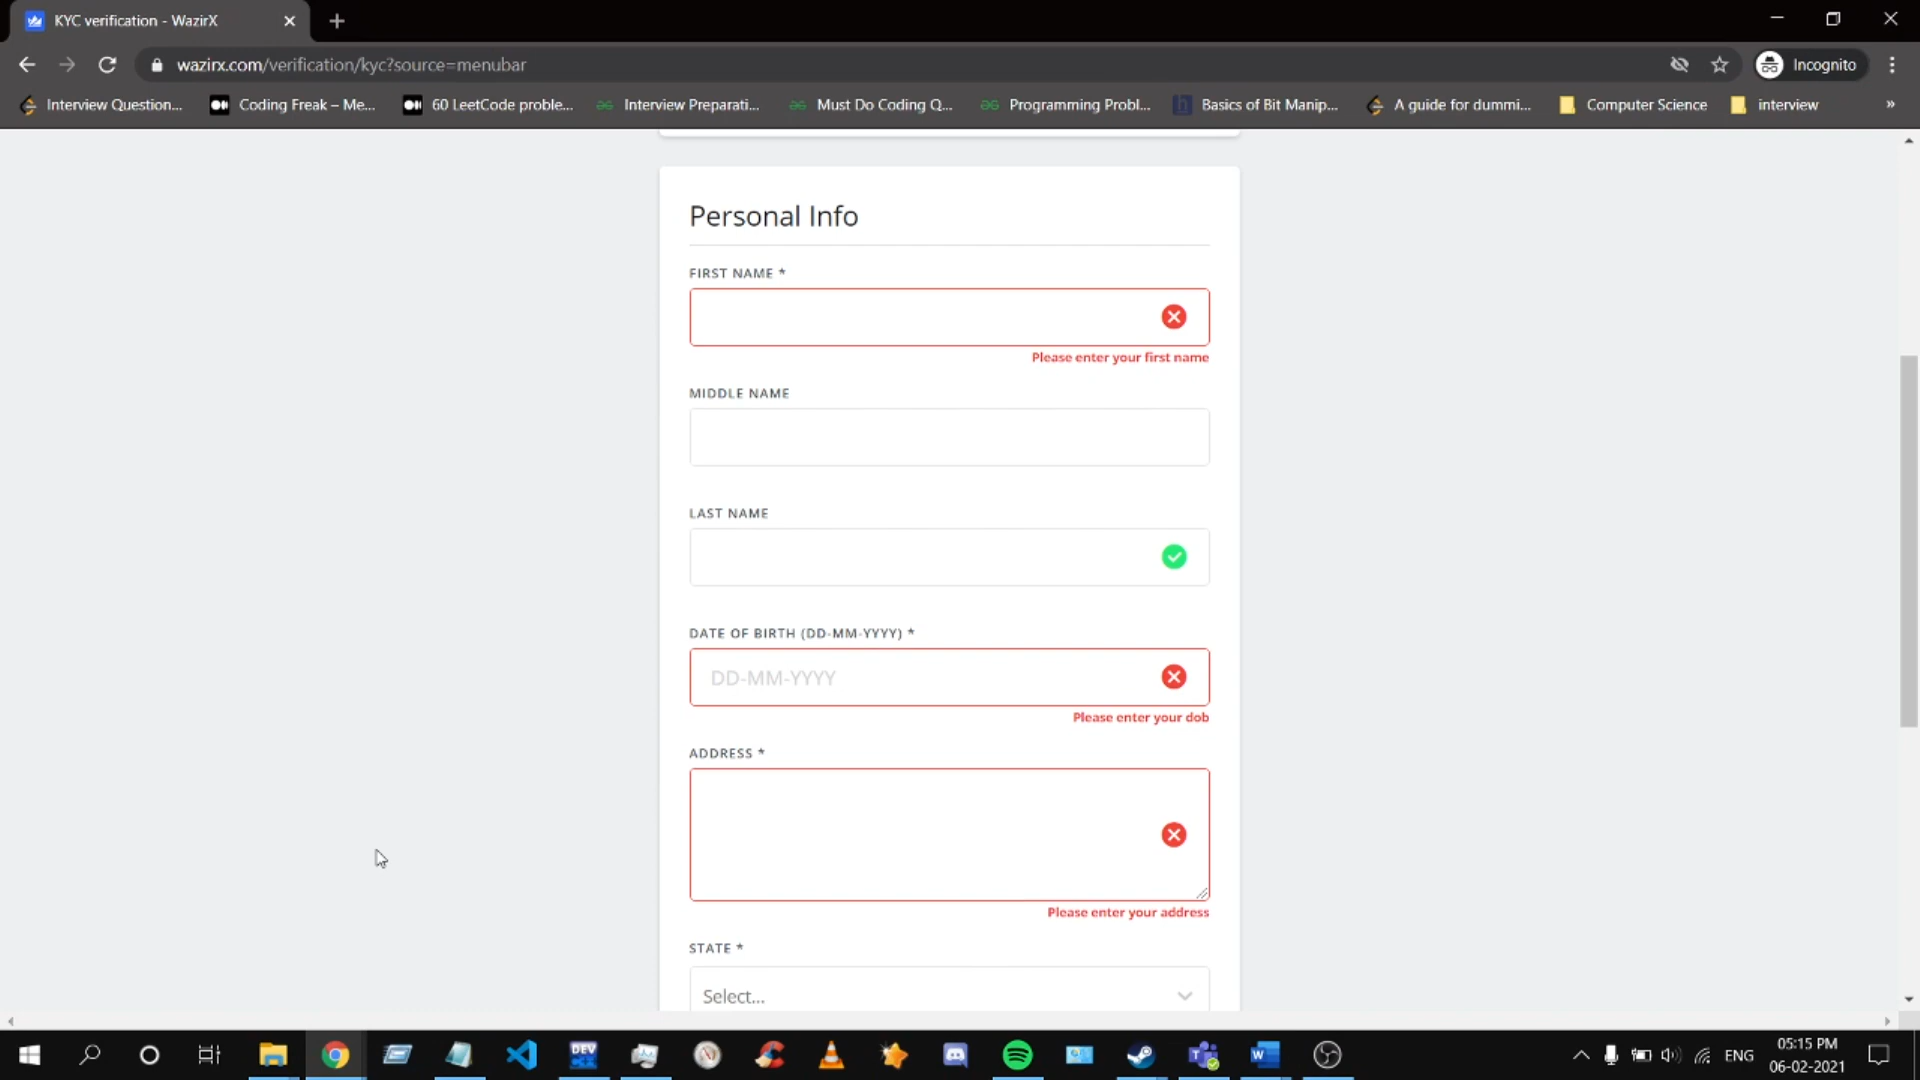 KYC verification - WazirX
wazirx.com/verification/kyc?source=menubar
Incognito
Interview Question...
Coding Freak – Me...
60 LeetCode proble...
Interview Preparati...
Must Do Coding Q...
Programming Probl...
Basics of Bit Manip...
A guide for dummi...
Computer Science
interview
»
Personal Info
FIRST NAME *
Please enter your first name
MIDDLE NAME
LAST NAME
DATE OF BIRTH (DD-MM-YYYY) *
DD-MM-YYYY
Please enter your dob
ADDRESS *
Please enter your address
STATE *
Select...
DEV
ENG
05:15 PM
06-02-2021